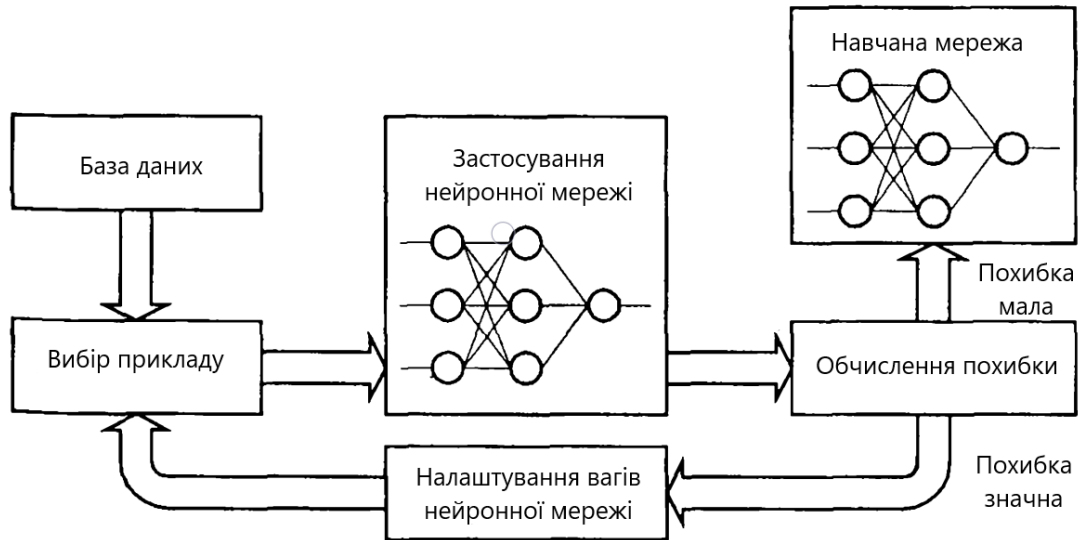 Навчана мережа
База даних
Застосування
нейронної мережі
Похибка
мала
Вибір прикладу
Обчислення похибки
Налаштування вагів
нейронної мережі
Похибка
значна